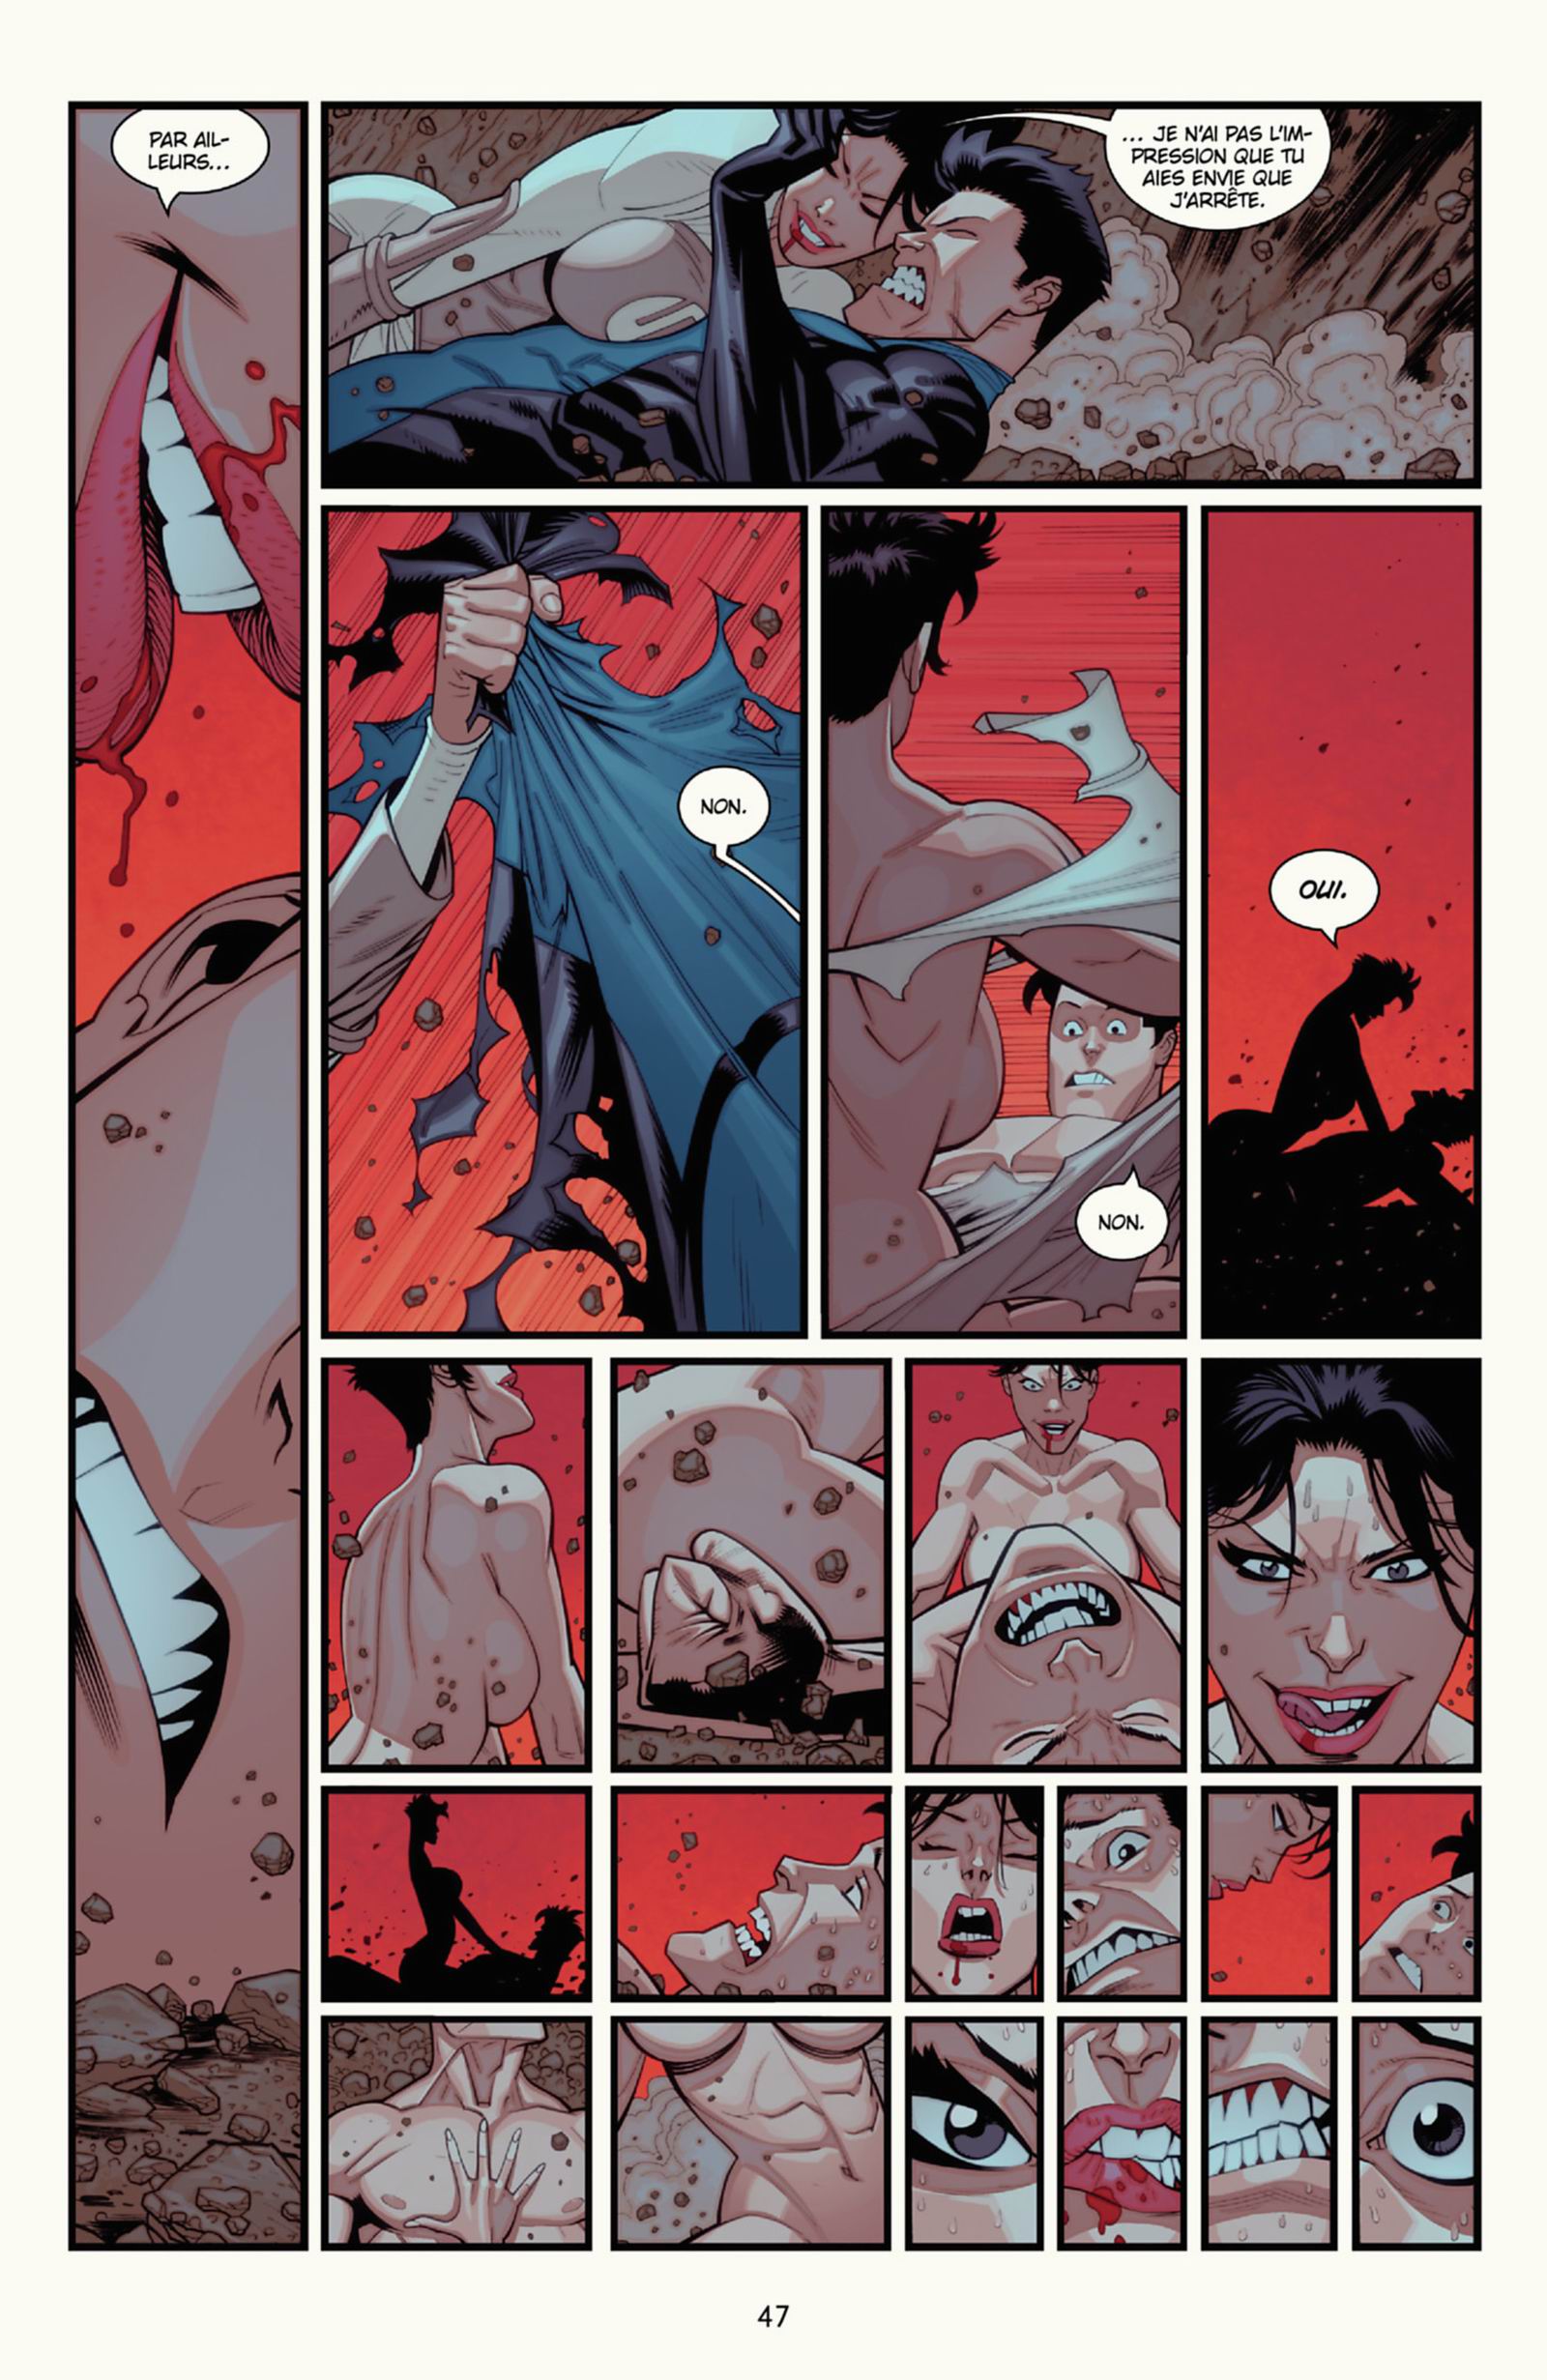 PAR AIL-
LEURS...
... JE N'AI PAS L'IM-
PRESSION QUE TU
AIES ENVIE QUE
J'ARRÊTE.
NON.
NON.
OUI.
47